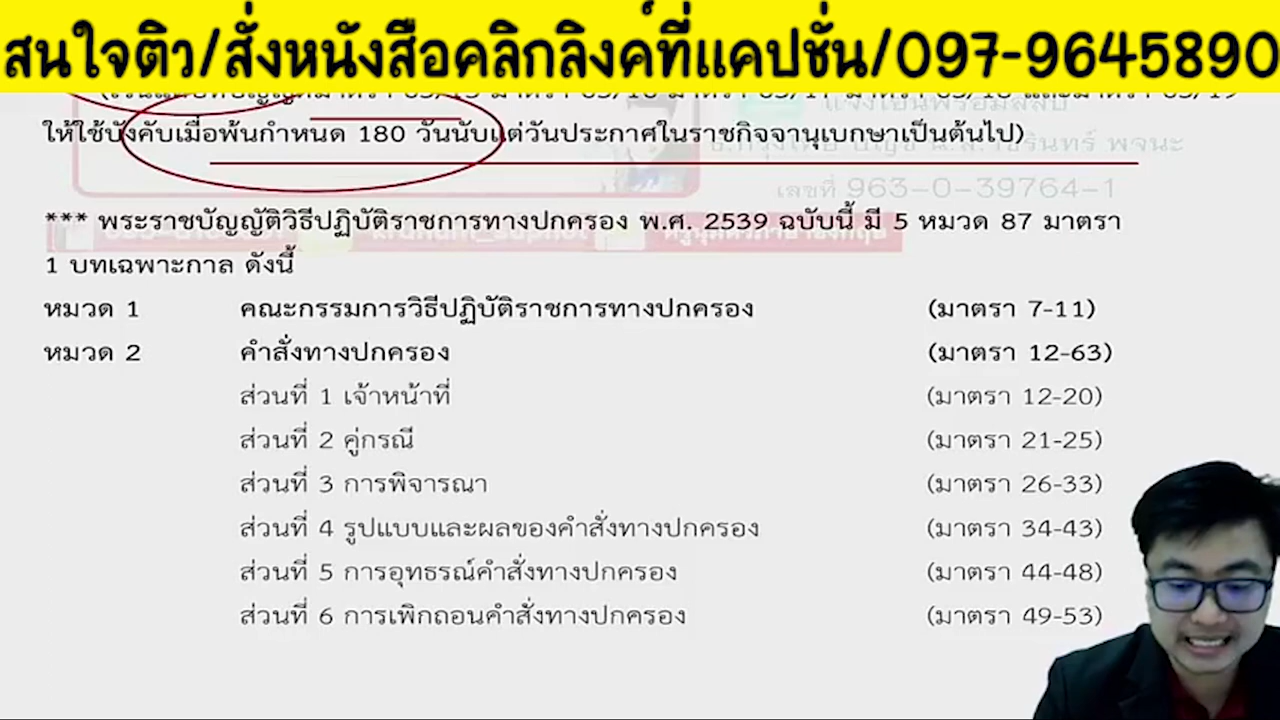 สนใจติว/สั่งหนังสือคลิกลิงค์ที่แคปชั่น/097-9645890
ให้ใช้บังคับเมื่อพ้นกำหนด 180 วันนับแต่วันประกาศในราชกิจจานุเบกษาเป็นต้นไป)
เลขที่ 963-0-39764-1
*** พระราชบัญญัติวิธีปฏิบัติราชการทางปกครอง พ.ศ. 2539 ฉบับนี้ มี 5 หมวด 87 มาตรา
1 บทเฉพาะกาล ดังนี้
หมวด 1 คณะกรรมการวิธีปฏิบัติราชการทางปกครอง (มาตรา 7-11)
หมวด 2 คำสั่งทางปกครอง (มาตรา 12-63)
ส่วนที่ 1 เจ้าหน้าที่ (มาตรา 12-20)
ส่วนที่ 2 คู่กรณี (มาตรา 21-25)
ส่วนที่ 3 การพิจารณา (มาตรา 26-33)
ส่วนที่ 4 รูปแบบและผลของคำสั่งทางปกครอง (มาตรา 34-43)
ส่วนที่ 5 การอุทธรณ์คำสั่งทางปกครอง (มาตรา 44-48)
ส่วนที่ 6 การเพิกถอนคำสั่งทางปกครอง (มาตรา 49-53)